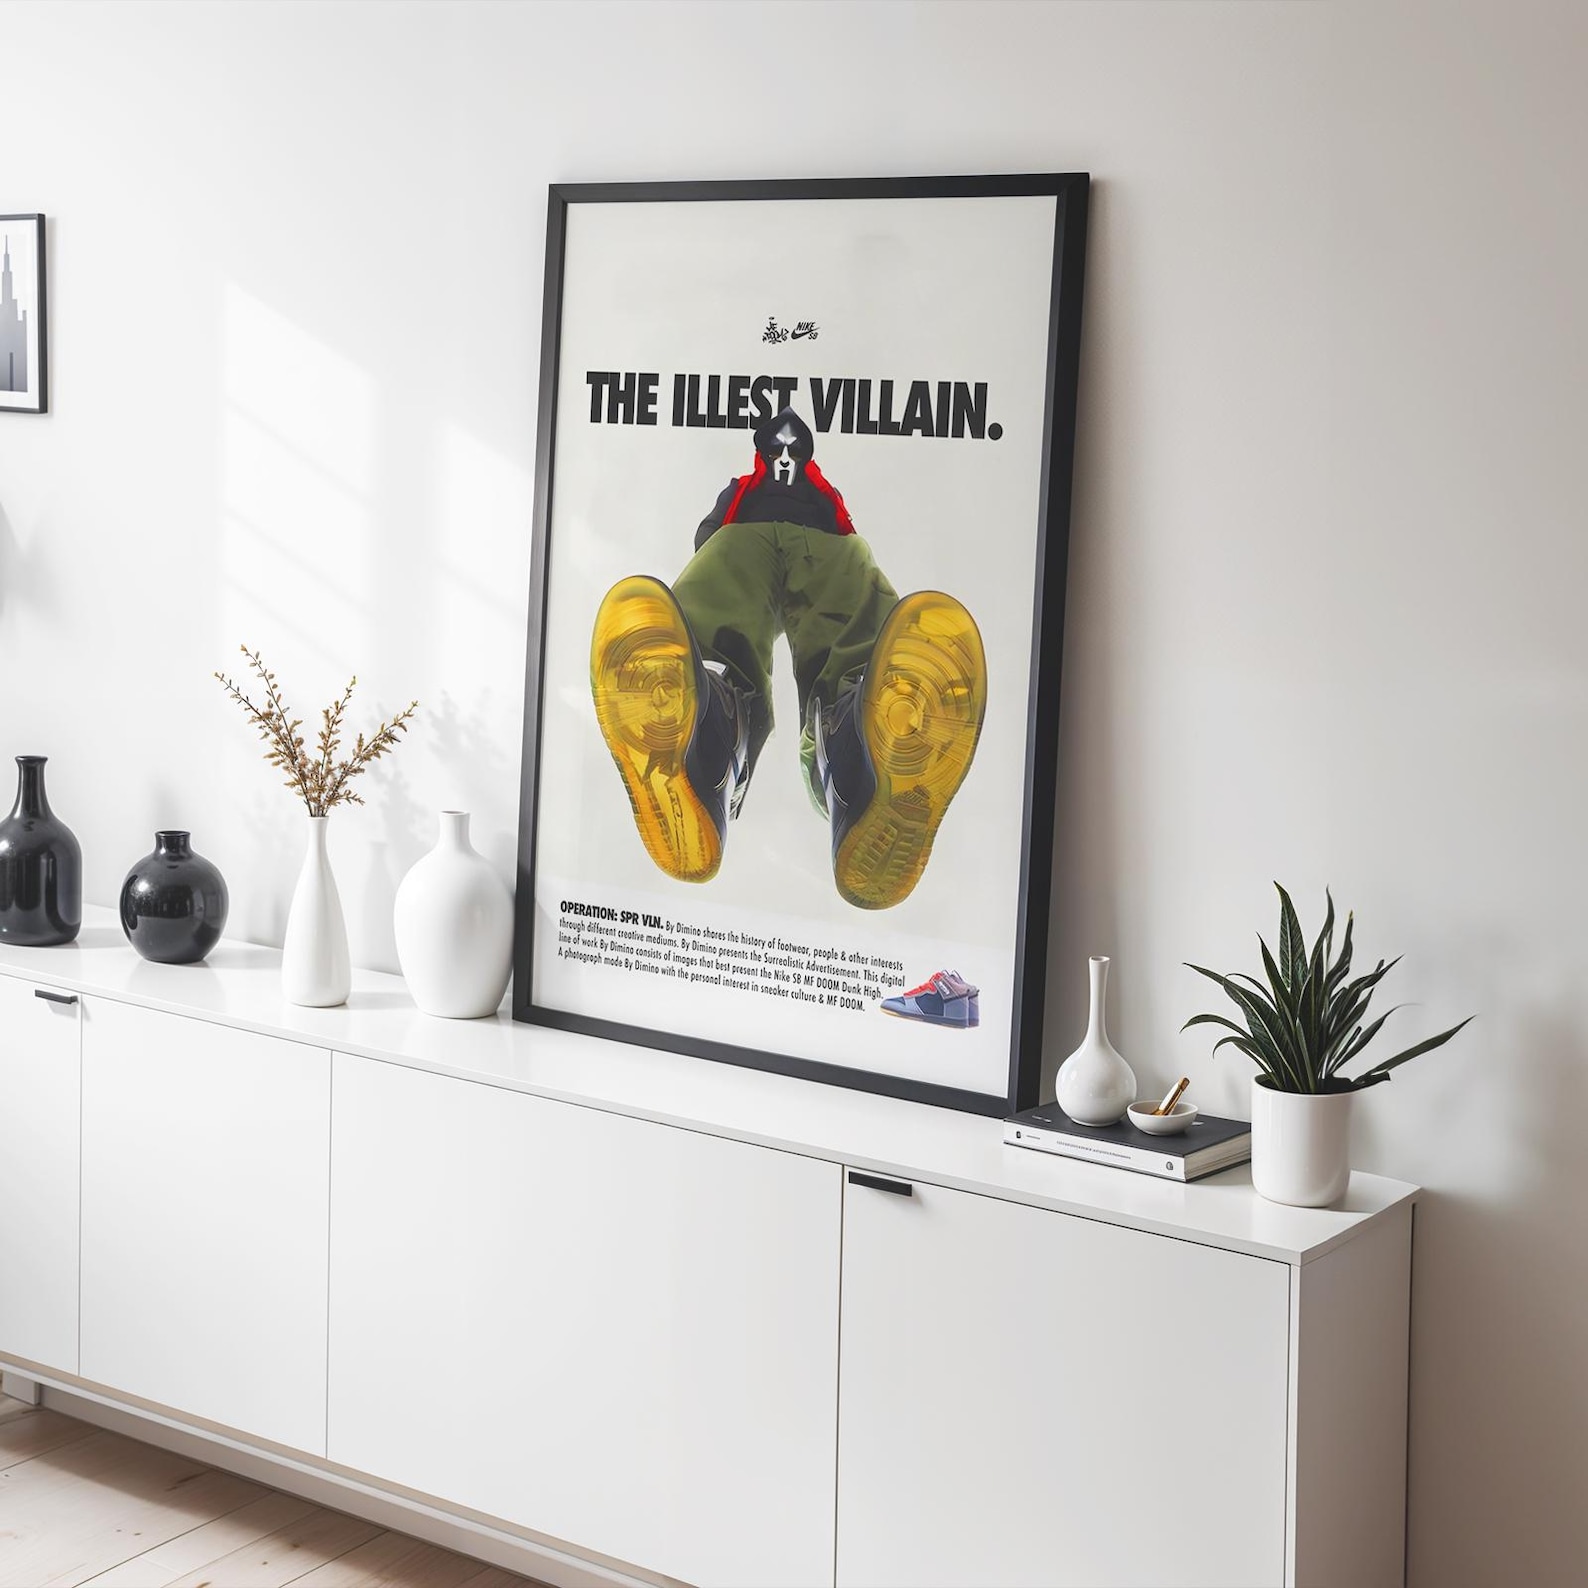 NIKE
SB
THE ILLEST VILLAIN.
OPERATION: SPR VLN. By Dimino shares the history of footwear, people & other interests
through different creative mediums. By Dimino presents the Surrealistic Advertisement. This digital
line of work By Dimino consists of images that best present the Nike SB MF DOOM Dunk High.
A photograph made By Dimino with the personal interest in sneaker culture & MF DOOM.